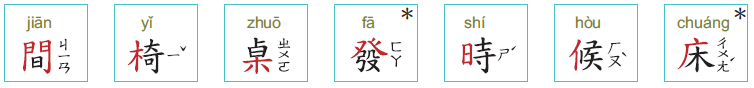 jiān yǐ zhuō fā * shí hòu chuáng *
間 ㄐㄧㄢ 椅 ㄧˇ 桌 ㄓㄨㄛ 發 ㄈㄚ 時 ㄕˊ 候 ㄏㄡˋ 床 ㄔㄨㄤˊ